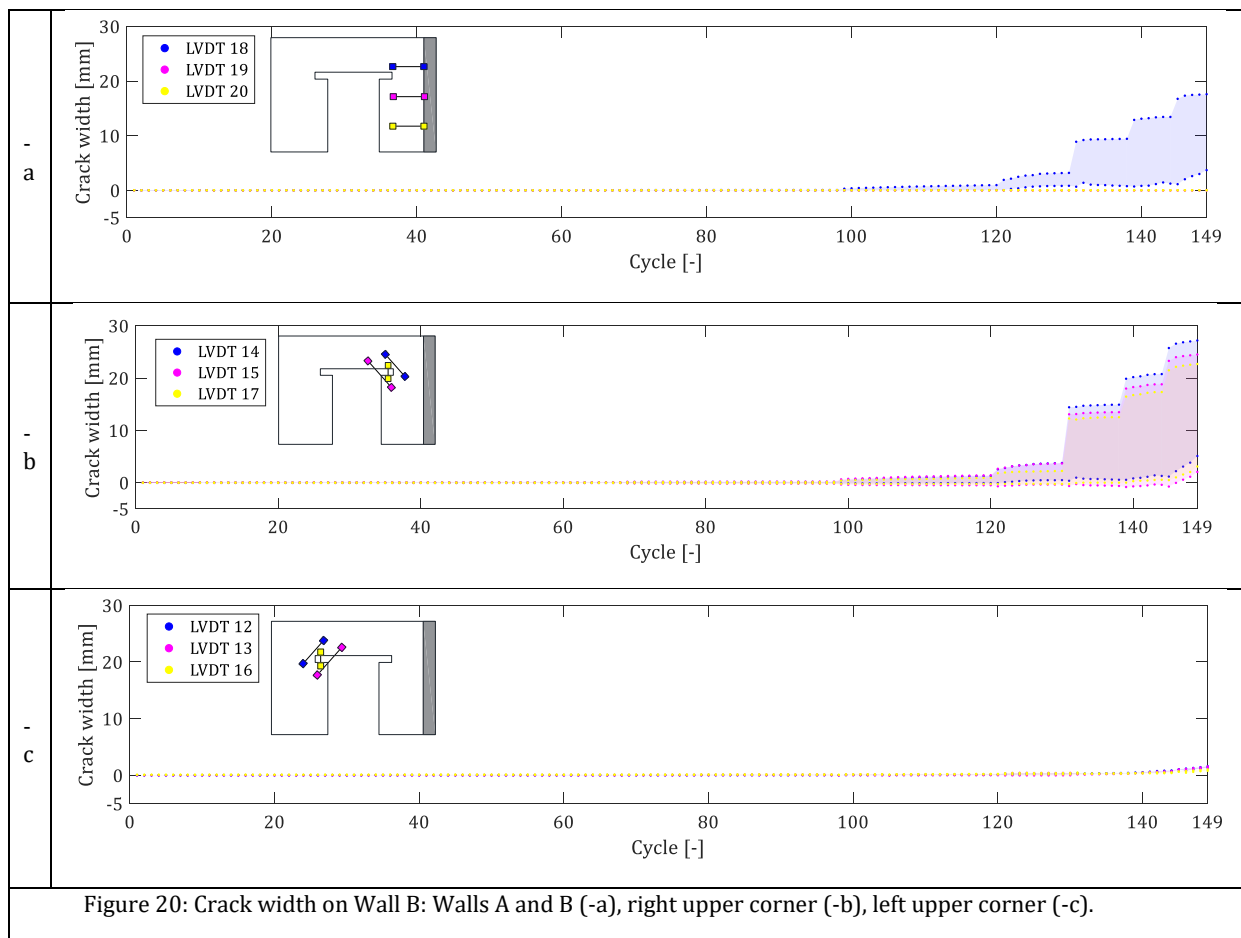 -
a
30
20
10
0
-5
Crack width [mm]
LVDT 18
LVDT 19
LVDT 20
0
20
40
60
80
100
120
140
149
Cycle [-]
-
b
30
20
10
0
-5
Crack width [mm]
LVDT 14
LVDT 15
LVDT 17
0
20
40
60
80
100
120
140
149
Cycle [-]
-
c
30
20
10
0
-5
Crack width [mm]
LVDT 12
LVDT 13
LVDT 16
0
20
40
60
80
100
120
140
149
Cycle [-]
Figure 20: Crack width on Wall B: Walls A and B (-a), right upper corner (-b), left upper corner (-c).